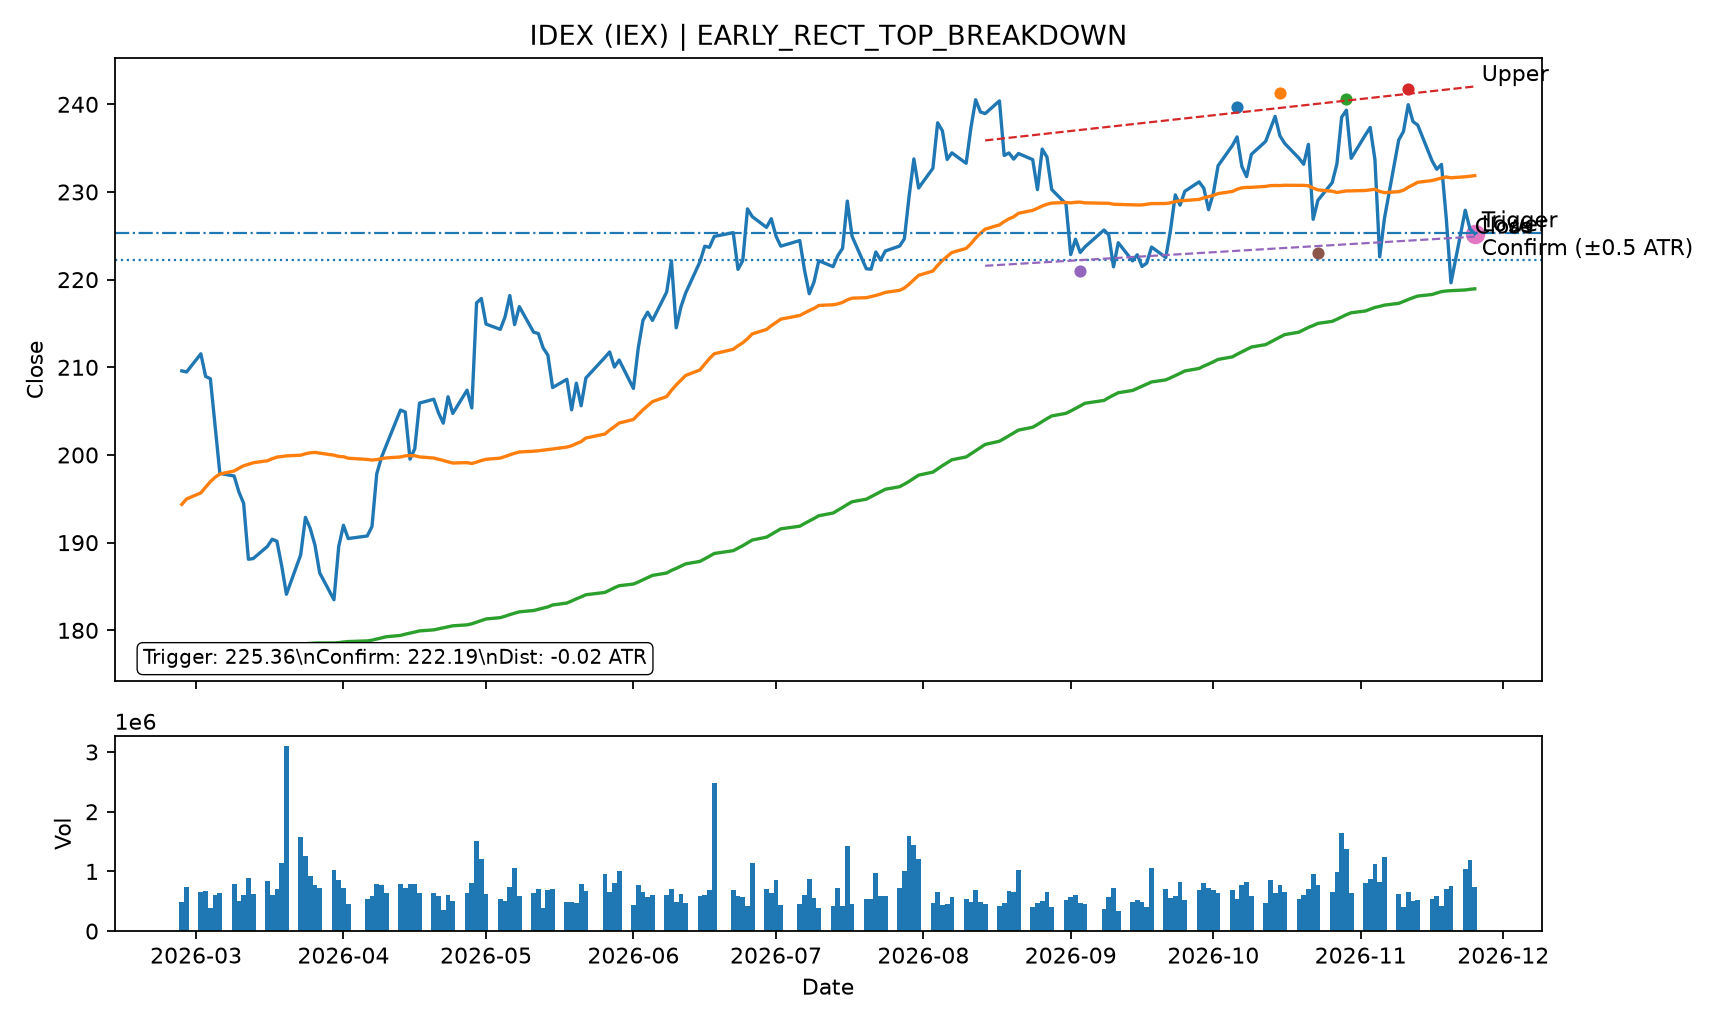 IDEX (IEX) | EARLY_RECT_TOP_BREAKDOWN
Upper
240
230
220
210
200
190
180
Close
Trigger
Close
Confirm (±0.5 ATR)
Trigger: 225.36\nConfirm: 222.19\nDist: -0.02 ATR
1e6
3
2
1
0
Vol
2026-03
2026-04
2026-05
2026-06
2026-07
2026-08
2026-09
2026-10
2026-11
2026-12
Date